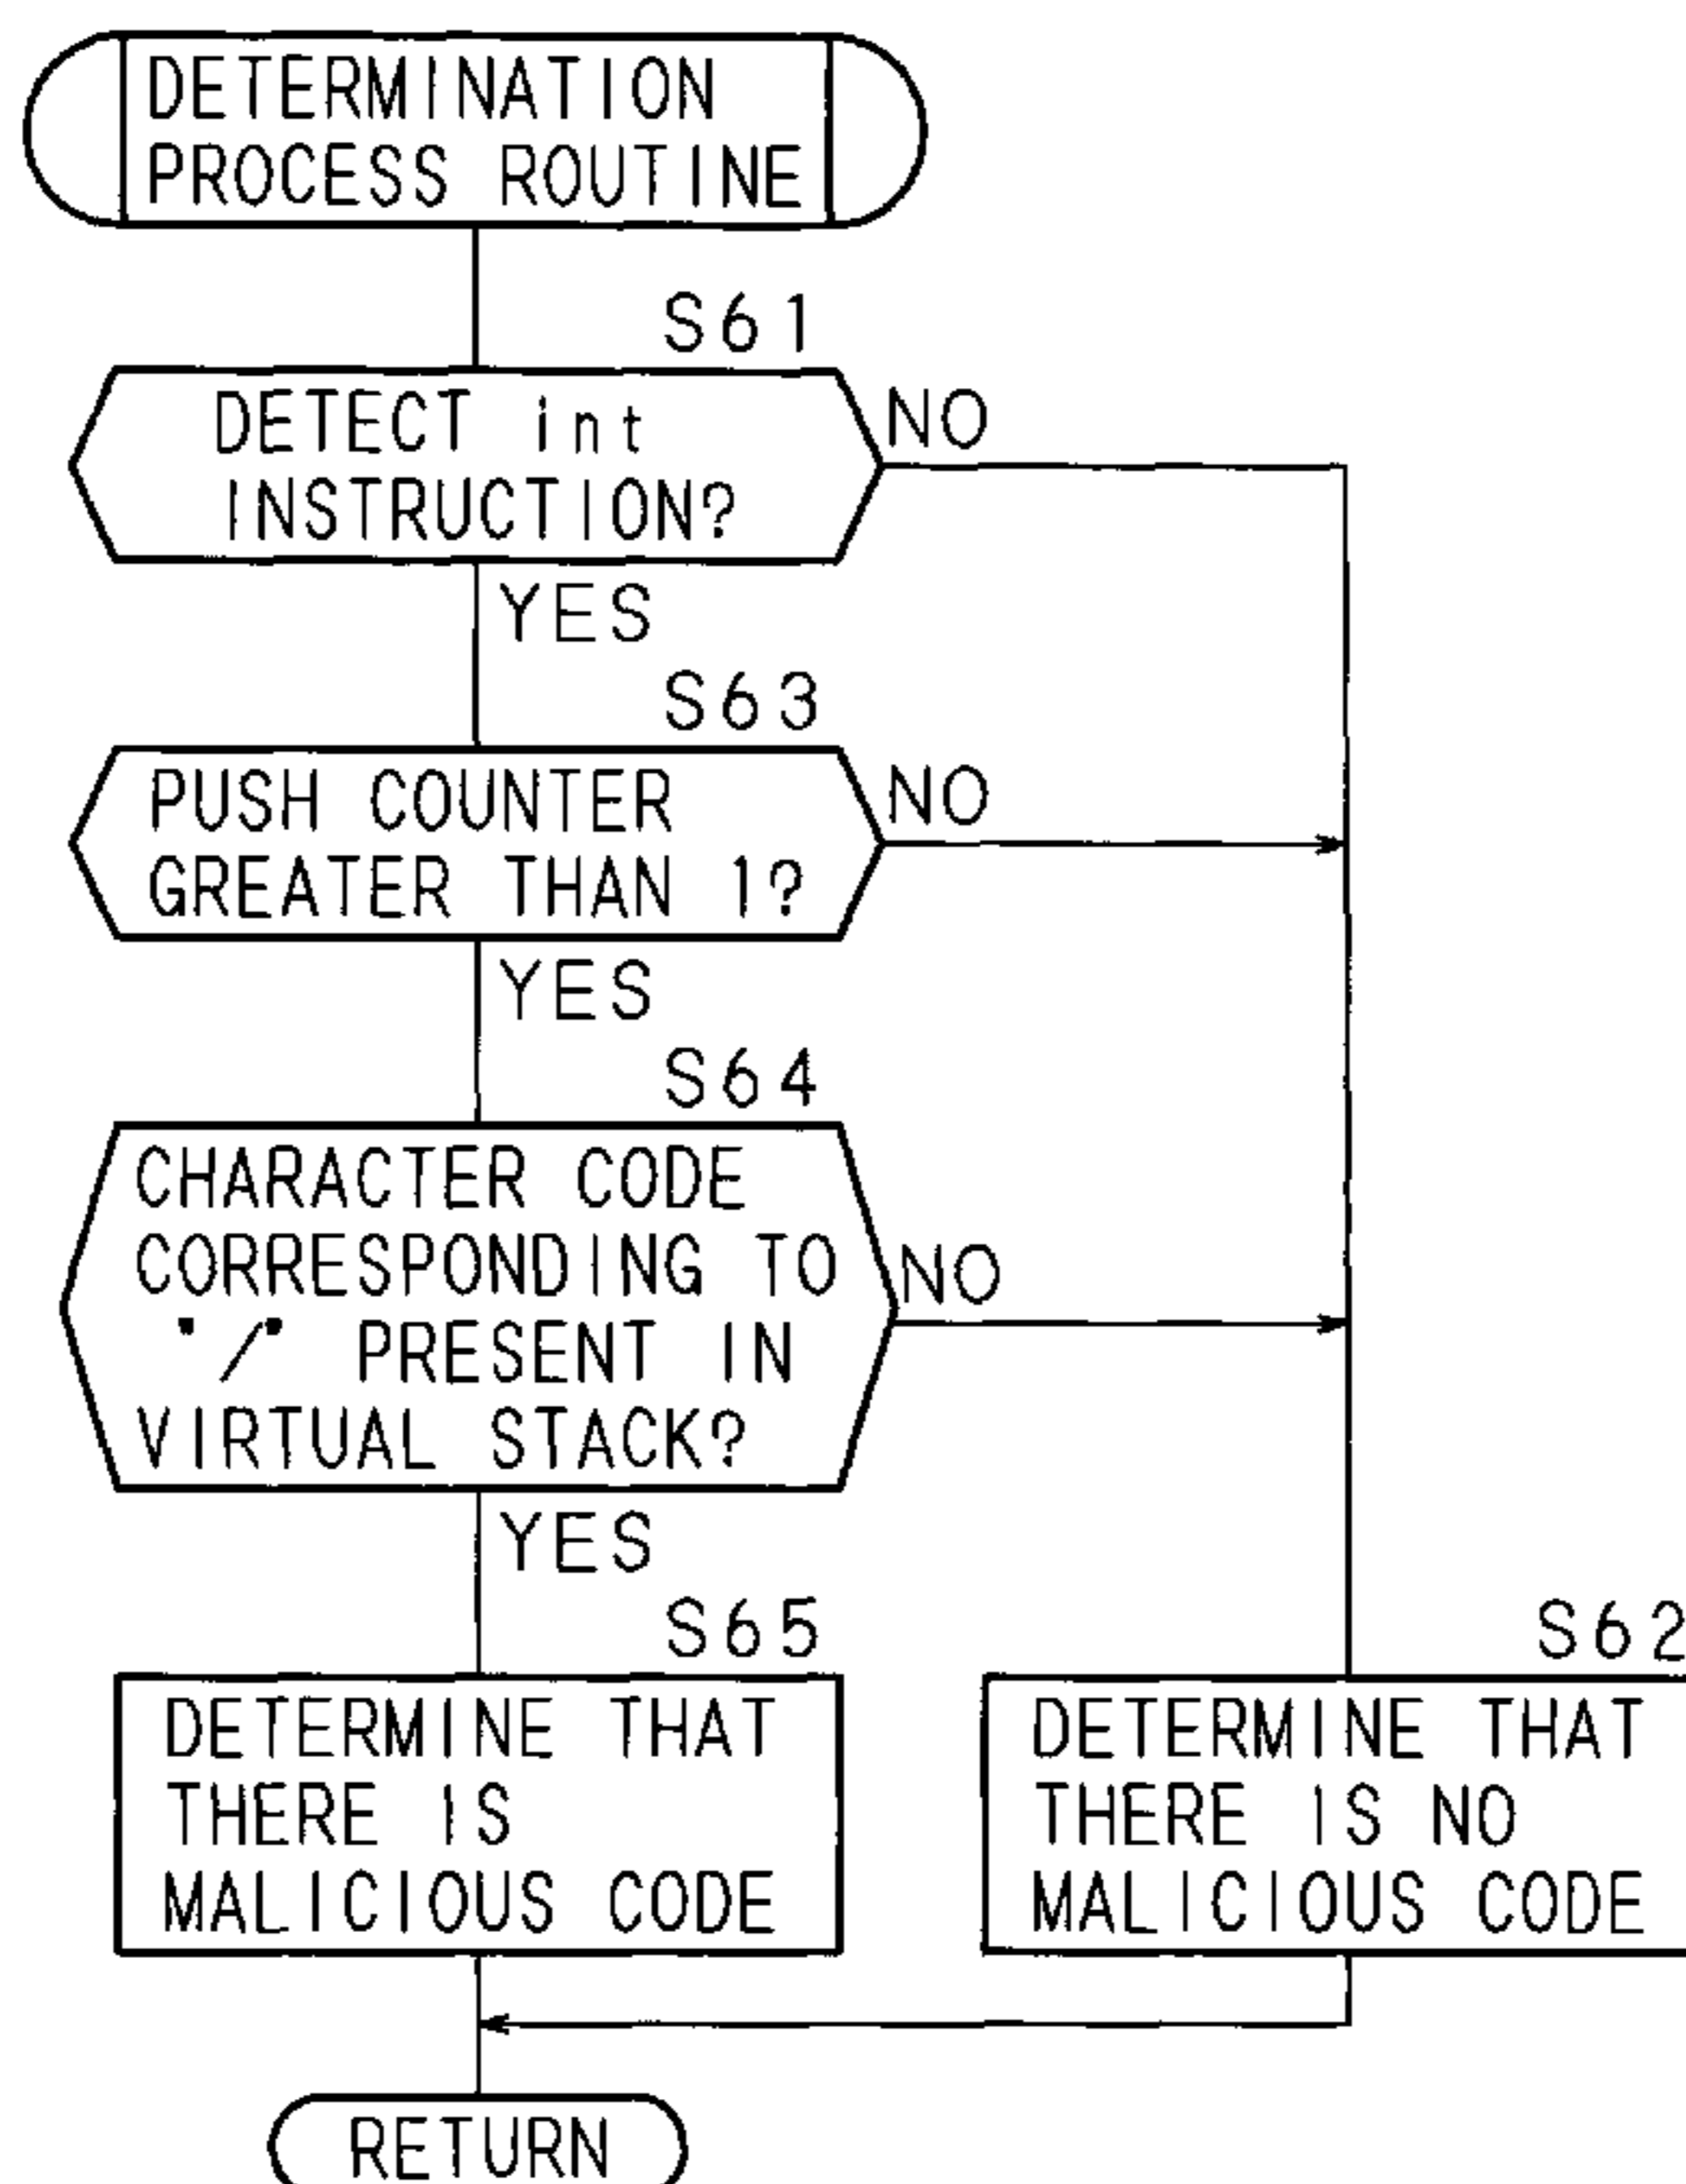 DETERMINATION
PROCESS ROUTINE
S61
DETECT int
INSTRUCTION?
NO
YES
S63
PUSH COUNTER
GREATER THAN 1?
NO
YES
S64
CHARACTER CODE
CORRESPONDING TO
"/" PRESENT IN
VIRTUAL STACK?
NO
YES
S65
DETERMINE THAT
THERE IS
MALICIOUS CODE
S62
DETERMINE THAT
THERE IS NO
MALICIOUS CODE
RETURN